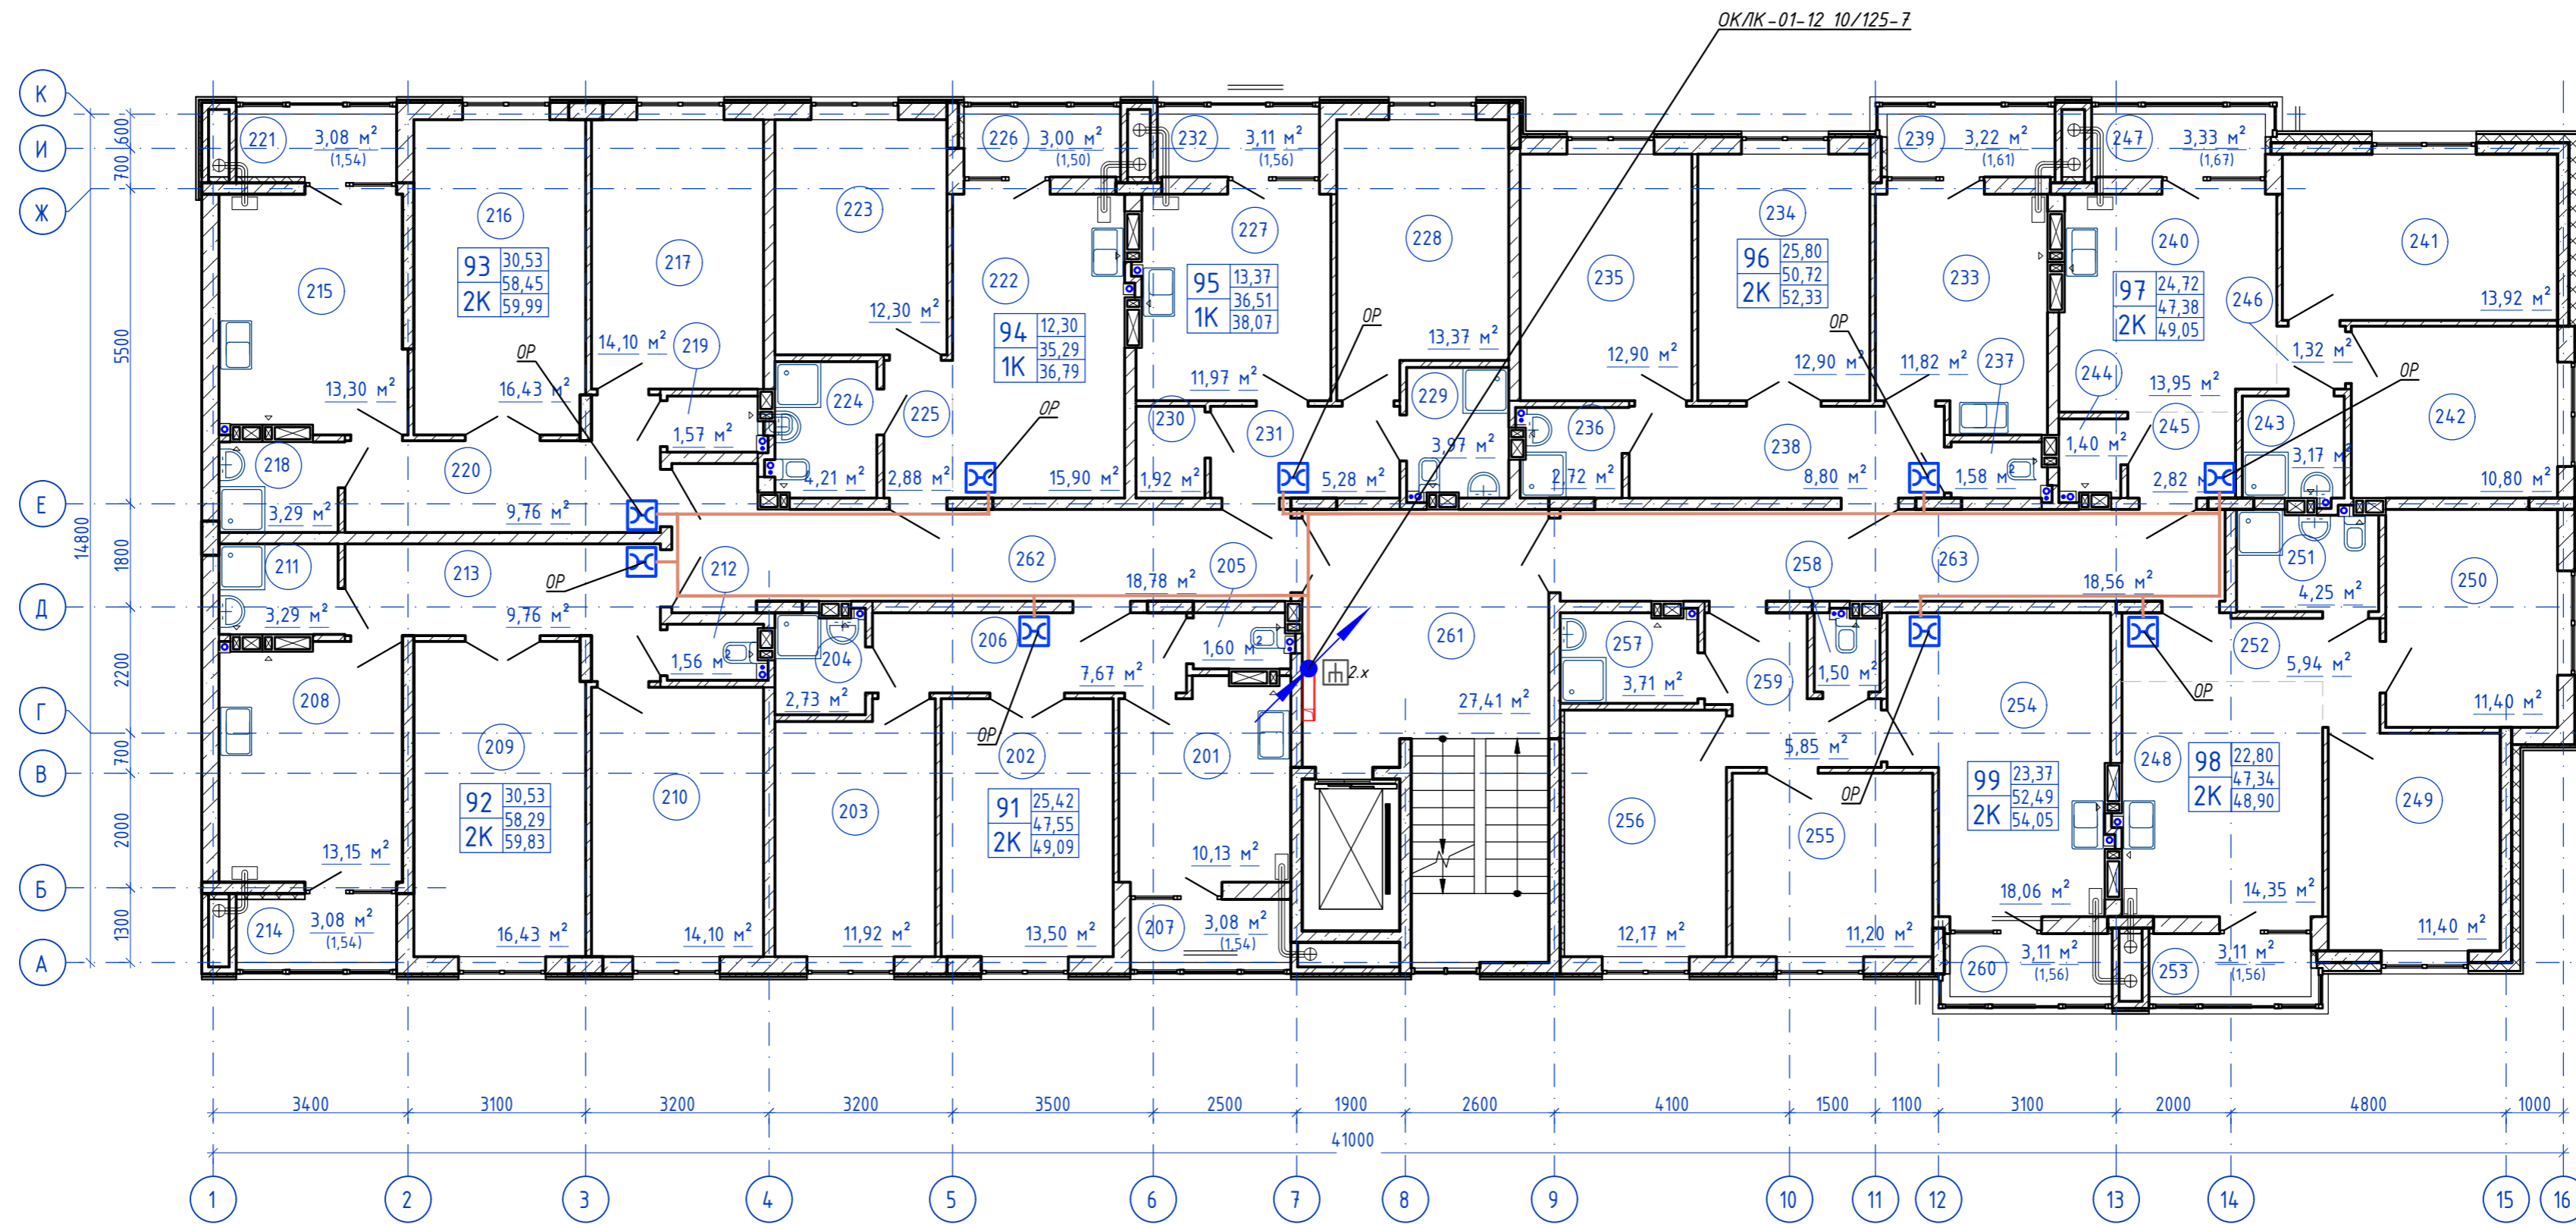 ОКЛК-01-12 10/125-7
К
И
Ж
Е
Д
Г
В
Б
А
600
700
5500
1800
2200
700
2000
1300
14800
221
3,08 м²
(1,54)
226
3,00 м²
(1,50)
232
3,11 м²
(1,56)
239
3,22 м²
(1,61)
247
3,33 м²
(1,67)
216
93 30,53
58,45
2К 59,99
223
227
228
234
96 25,80
50,72
2К 52,33
240
241
215
217
222
95 13,37
36,51
1К 38,07
235
233
97 24,72
47,38
2К 49,05
246
13,92 м²
12,30 м²
94 12,30
35,29
1К 36,79
ОР
ОР
ОР
14,10 м²
219
13,37 м²
12,90 м²
12,90 м²
11,82 м²
237
1,32 м²
13,30 м²
16,43 м²
11,97 м²
244
13,95 м²
ОР
224
225
ОР
230
231
229
236
245
243
242
1,57 м²
238
1,40 м²
218
220
3,97 м²
3,17 м²
4,21 м²
2,88 м²
15,90 м²
1,92 м²
5,28 м²
2,72 м²
8,80 м²
1,58 м²
2,82 м²
10,80 м²
3,29 м²
9,76 м²
211
213
212
262
205
258
263
251
250
ОР
18,78 м²
18,56 м²
4,25 м²
3,29 м²
9,76 м²
206
261
204
257
252
1,56 м²
7,67 м²
1,60 м²
2.х
3,71 м²
259
1,50 м²
5,94 м²
208
2,73 м²
27,41 м²
254
ОР
11,40 м²
209
ОР
202
201
5,85 м²
248
98 22,80
47,34
2К 48,90
92 30,53
58,29
2К 59,83
210
203
91 25,42
47,55
2К 49,09
256
255
ОР
99 23,37
52,49
2К 54,05
249
13,15 м²
10,13 м²
18,06 м²
14,35 м²
214
3,08 м²
(1,54)
16,43 м²
14,10 м²
11,92 м²
13,50 м²
207
3,08 м²
(1,54)
12,17 м²
11,20 м²
11,40 м²
260
3,11 м²
(1,56)
253
3,11 м²
(1,56)
3400
3100
3200
3200
3500
2500
1900
2600
4100
1500
1100
3100
2000
4800
1000
41000
1
2
3
4
5
6
7
8
9
10
11
12
13
14
15
16